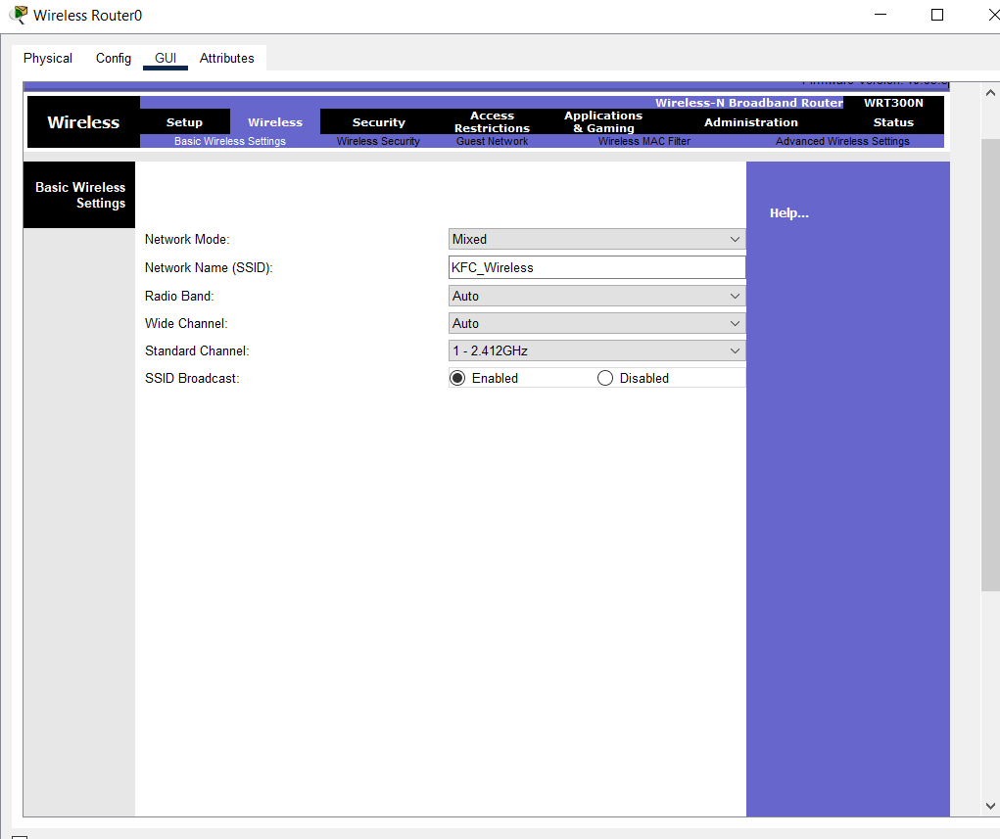 Wireless Router0
Physical Config GUI Attributes
Wireless-N Broadband Router WRT300N
Wireless
Setup Wireless Security Access Restrictions Applications & Gaming Administration Status
Basic Wireless Settings Wireless Security Guest Network Wireless MAC Filter Advanced Wireless Settings
Basic Wireless
Settings
Help...
Network Mode: Mixed
Network Name (SSID): KFC_Wireless
Radio Band: Auto
Wide Channel: Auto
Standard Channel: 1 - 2.412GHz
SSID Broadcast: Enabled Disabled